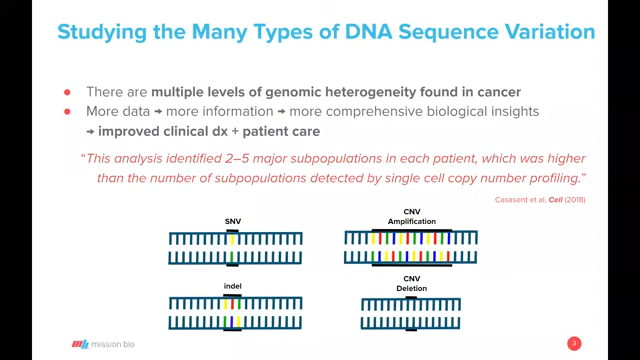 Studying the Many Types of DNA Sequence Variation
● There are multiple levels of genomic heterogeneity found in cancer
● More data → more information → more comprehensive biological insights
→ improved clinical dx + patient care
“This analysis identified 2–5 major subpopulations in each patient, which was higher
than the number of subpopulations detected by single cell copy number profiling.”
Casasent et al, Cell (2018)
SNV
CNV
Amplification
indel
CNV
Deletion
mission bio
3